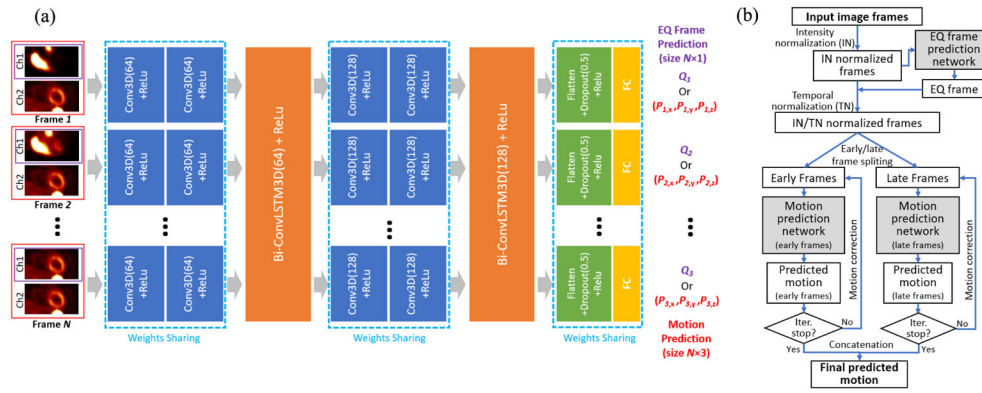 (a)
Ch1
Ch2
Frame 1
Ch1
Ch2
Frame 2
Ch1
Ch2
Frame N
Conv3D(64)
+ReLu
Conv3D(64)
+ReLu
Conv3D(64)
+ReLu
Conv3D(64)
+ReLu
Conv3D(64)
+ReLu
Conv3D(64)
+ReLu
Weights Sharing
Bi-ConvLSTM3D(64) + ReLu
Conv3D(128)
+ReLu
Conv3D(128)
+ReLu
Conv3D(128)
+ReLu
Conv3D(128)
+ReLu
Conv3D(128)
+ReLu
Conv3D(128)
+ReLu
Weights Sharing
Bi-ConvLSTM3D(128) + ReLu
Flatten
+Dropout(0.5)
+Relu
FC
Flatten
+Dropout(0.5)
+Relu
FC
Flatten
+Dropout(0.5)
+Relu
FC
Weights Sharing
EQ Frame
Prediction
(size N×1)
Q1
Or
(P1,x,P1,y,P1,z)
Q2
Or
(P2,x,P2,y,P2,z)
Q3
Or
(P3,x,P3,y,P3,z)
Motion
Prediction
(size N×3)
(b)
Input image frames
Intensity
normalization (IN)
IN normalized
frames
EQ frame
prediction
network
EQ frame
Temporal
normalization (TN)
IN/TN normalized frames
Early/late
frame spliting
Early Frames
Late Frames
Motion
prediction
network
(early frames)
Motion
prediction
network
(late frames)
Motion correction
Motion correction
Predicted
motion
(early frames)
Predicted
motion
(late frames)
Iter.
stop?
No
Iter.
stop?
No
Yes
Concatenation
Yes
Final predicted
motion